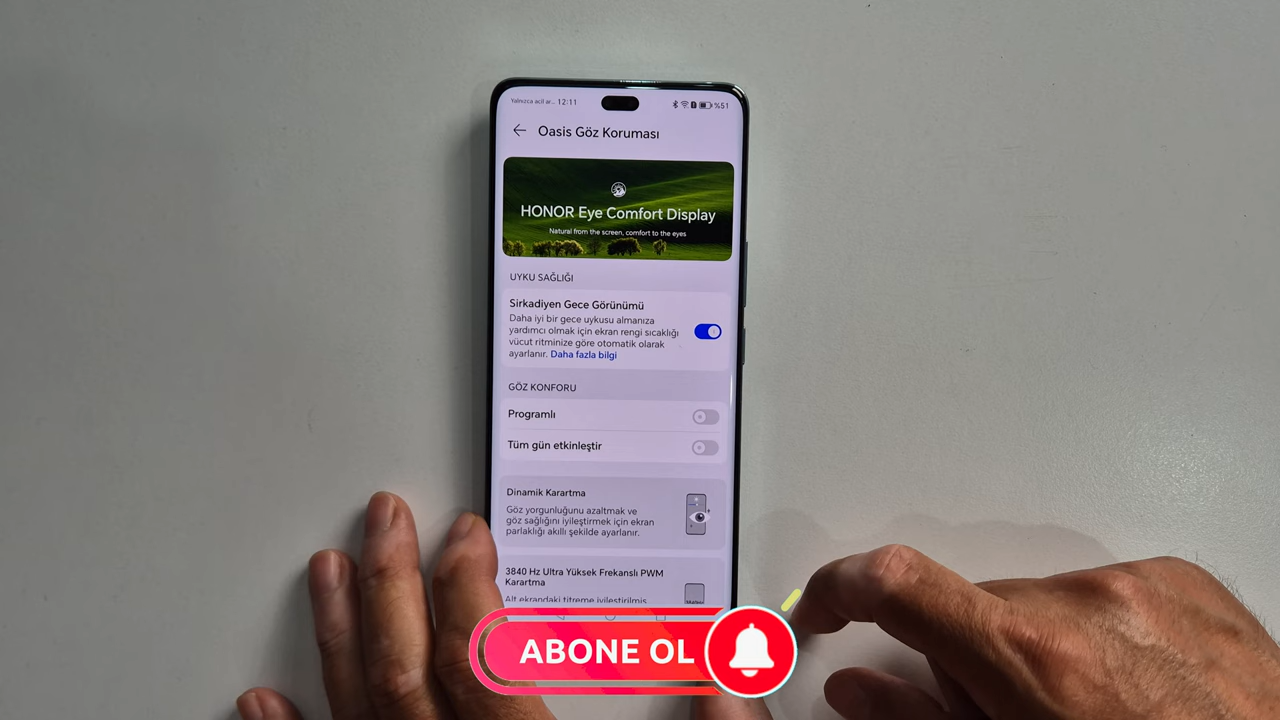 Yalnızca acil ar... 12:11
%51
Oasis Göz Koruması
HONOR Eye Comfort Display
Natural from the screen, comfort to the eyes
UYKU SAĞLIĞI
Sirkadiyen Gece Görünümü
Daha iyi bir gece uykusu almanıza
yardımcı olmak için ekran rengi sıcaklığı
vücut ritminize göre otomatik olarak
ayarlanır. Daha fazla bilgi
GÖZ KONFORU
Programlı
Tüm gün etkinleştir
Dinamik Karartma
Göz yorgunluğunu azaltmak ve
göz sağlığını iyileştirmek için ekran
parlaklığı akıllı şekilde ayarlanır.
3840 Hz Ultra Yüksek Frekanslı PWM
Karartma
Alt ekrandaki titreme iyileştirilmiş
ABONE OL